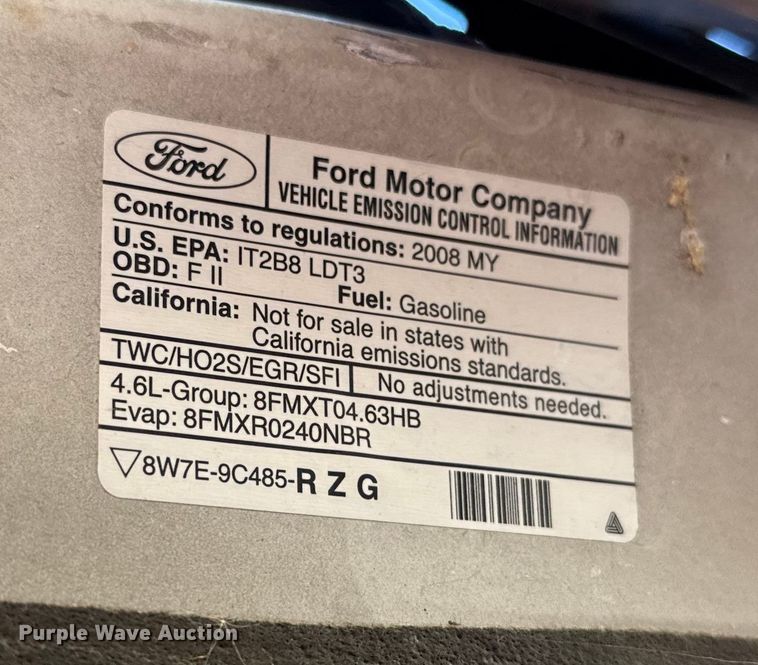 Ford
Ford Motor Company
VEHICLE EMISSION CONTROL INFORMATION
Conforms to regulations: 2008 MY
U.S. EPA: IT2B8 LDT3
OBD: F II
Fuel: Gasoline
California: Not for sale in states with
California emissions standards.
TWC/HO2S/EGR/SFI
No adjustments needed.
4.6L-Group: 8FMXT04.63HB
Evap: 8FMXR0240NBR
8W7E-9C485-R Z G
Purple Wave Auction